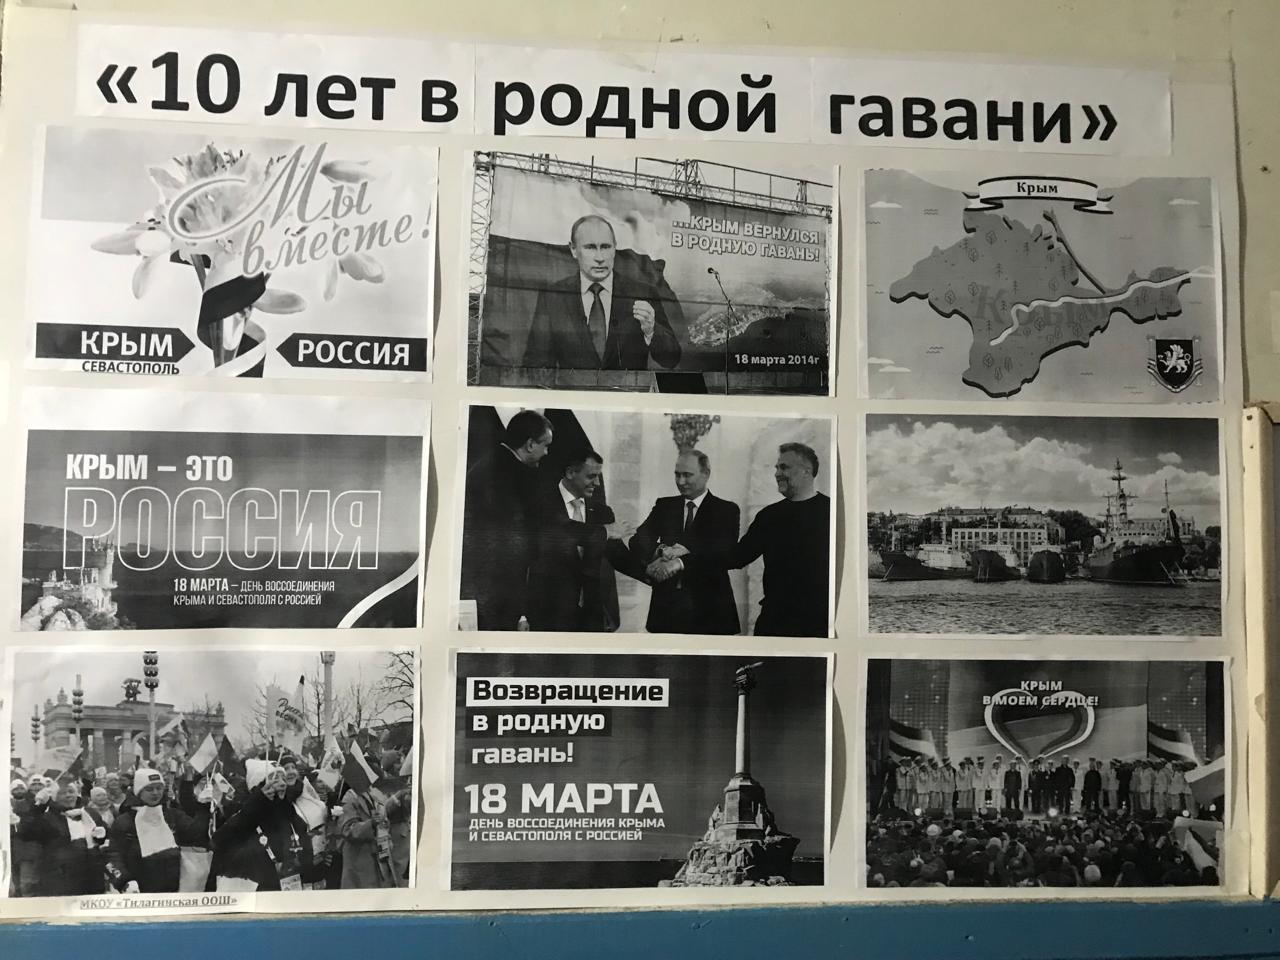 «10 лет в родной гавани»
Мы
вместе!
КРЫМ
СЕВАСТОПОЛЬ
РОССИЯ
...КРЫМ ВЕРНУЛСЯ
В РОДНУЮ ГАВАНЬ!
18 марта 2014г
Крым
Крым
КРЫМ – ЭТО
РОССИЯ
18 МАРТА – ДЕНЬ ВОССОЕДИНЕНИЯ
КРЫМА И СЕВАСТОПОЛЯ С РОССИЕЙ
Возвращение
в родную
гавань!
18 МАРТА
ДЕНЬ ВОССОЕДИНЕНИЯ КРЫМА
И СЕВАСТОПОЛЯ С РОССИЕЙ
КРЫМ
В МОЕМ СЕРДЦЕ!
МКОУ «Тилагинская ООШ»